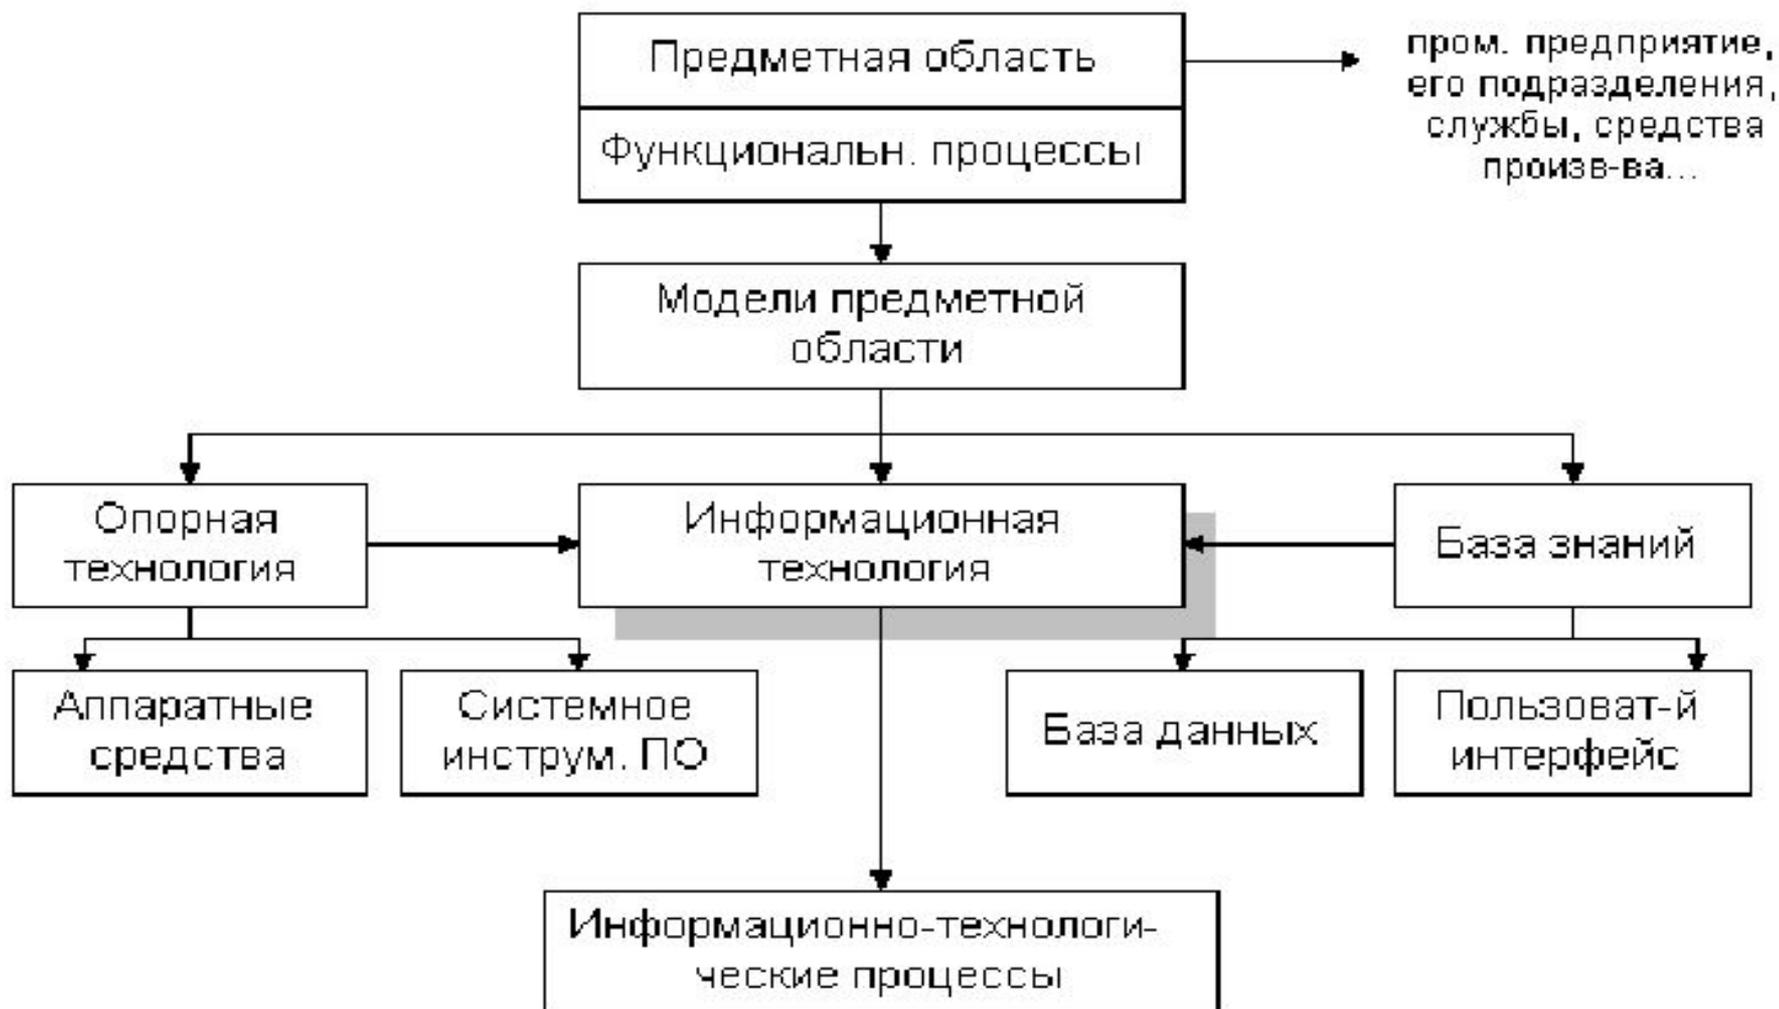 Предметная область
пром. предприятие,
его подразделения,
службы, средства
произв-ва...
Функциональн. процессы
Модели предметной
области
Опорная
технология
Информационная
технология
База знаний
Аппаратные
средства
Системное
инструм. ПО
База данных
Пользоват-й
интерфейс
Информационно-технологи-
ческие процессы